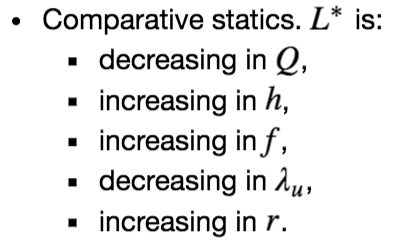 • Comparative statics. L* is:
▪ decreasing in Q,
▪ increasing in h,
▪ increasing in f,
▪ decreasing in λᵤ,
▪ increasing in r.